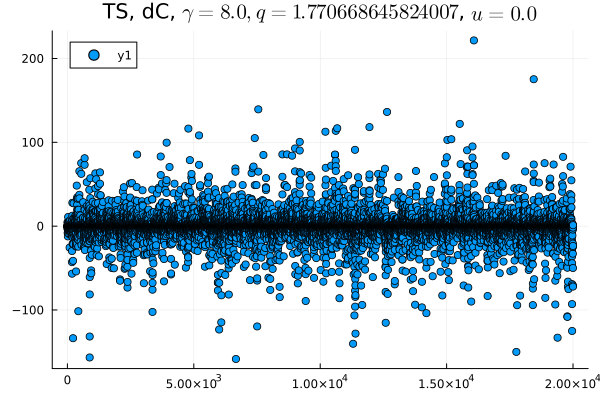 TS, dC, γ = 8.0, q = 1.770668645824007, u = 0.0
y1
200
100
0
−100
0 5.00×10³ 1.00×10⁴ 1.50×10⁴ 2.00×10⁴